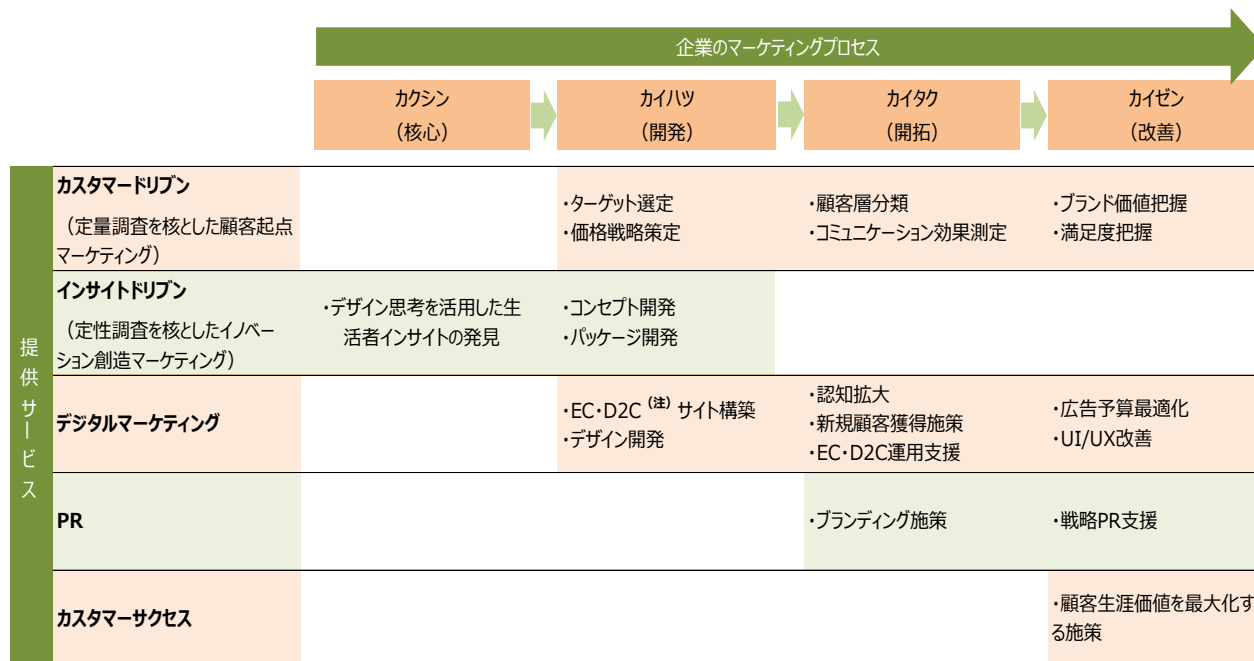 企業のマーケティングプロセス
カクシン
(核心)
カイハツ
(開発)
カイタク
(開拓)
カイゼン
(改善)
提供サービス
カスタマードリブン
(定量調査を核とした顧客起点
マーケティング)
・ターゲット選定
・価格戦略策定
・顧客層分類
・コミュニケーション効果測定
・ブランド価値把握
・満足度把握
インサイトドリブン
(定性調査を核としたイノベー
ション創造マーケティング)
・デザイン思考を活用した生
活者インサイトの発見
・コンセプト開発
・パッケージ開発
デジタルマーケティング
・EC・D2C(注)サイト構築
・デザイン開発
・認知拡大
・新規顧客獲得施策
・EC・D2C運用支援
・広告予算最適化
・UI/UX改善
PR
・ブランディング施策
・戦略PR支援
カスタマーサクセス
・顧客生涯価値を最大化す
る施策